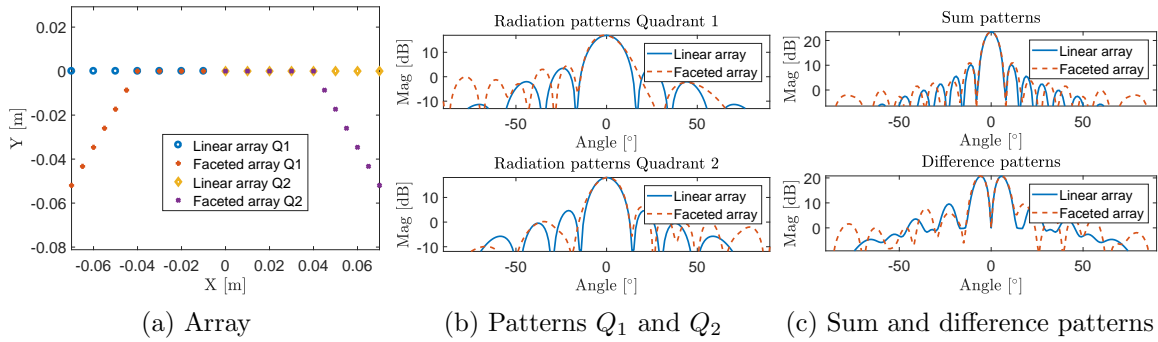 0.02
0
-0.02
-0.04
-0.06
-0.08
Y [m]
-0.06 -0.04 -0.02 0 0.02 0.04 0.06
X [m]
Linear array Q1
Faceted array Q1
Linear array Q2
Faceted array Q2
(a) Array
Radiation patterns Quadrant 1
Mag [dB]
10
0
-10
Linear array
Faceted array
-50 0 50
Angle [°]
Radiation patterns Quadrant 2
Mag [dB]
10
0
-10
Linear array
Faceted array
-50 0 50
Angle [°]
(b) Patterns Q1 and Q2
Sum patterns
Mag [dB]
20
10
0
Linear array
Faceted array
-50 0 50
Angle [°]
Difference patterns
Mag [dB]
20
10
0
Linear array
Faceted array
-50 0 50
Angle [°]
(c) Sum and difference patterns